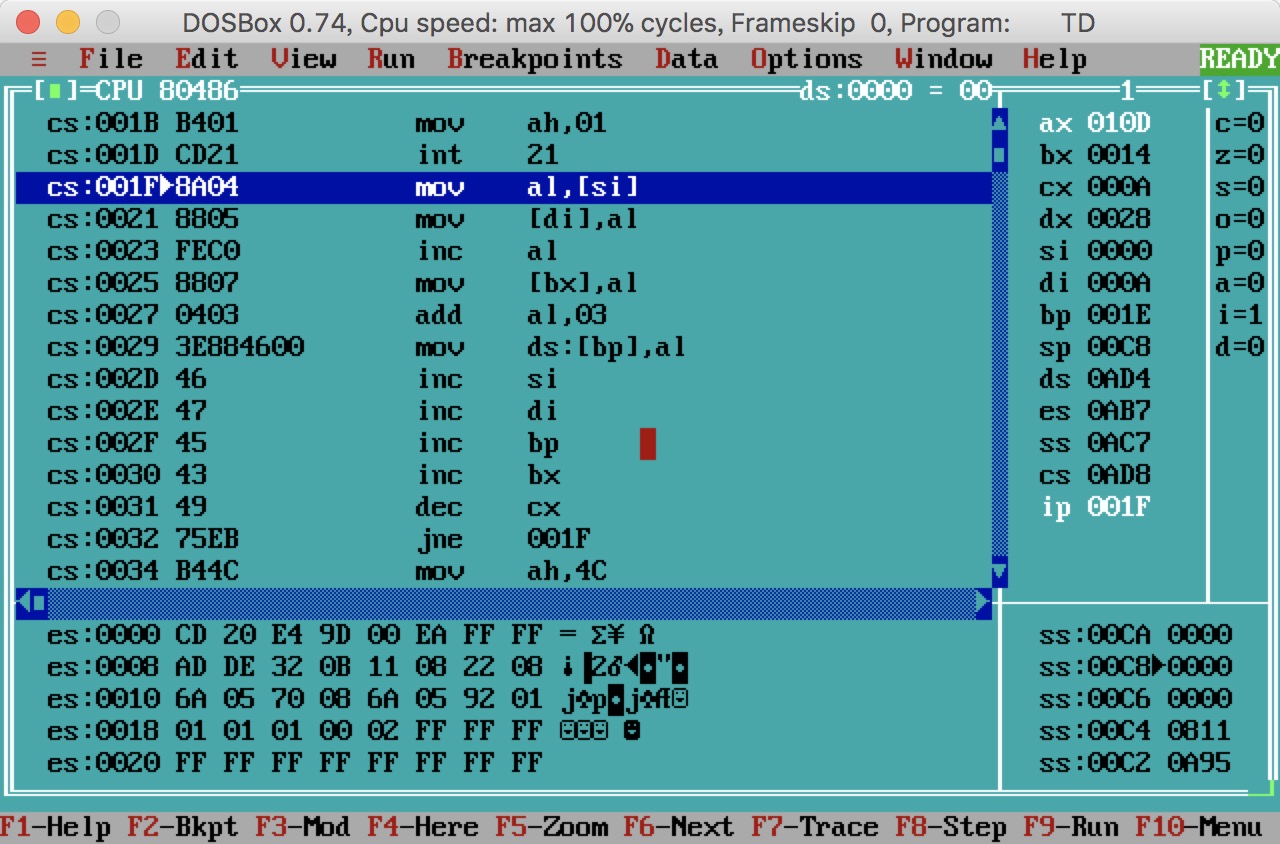 DOSBox 0.74, Cpu speed: max 100% cycles, Frameskip 0, Program: TD
≡ File Edit View Run Breakpoints Data Options Window Help READY
[■]=CPU 80486 ds:0000 = 00 1 [↕]
cs:001B B401 mov ah,01 ax 010D c=0
cs:001D CD21 int 21 bx 0014 z=0
cs:001F►8A04 mov al,[si] cx 000A s=0
cs:0021 8805 mov [di],al dx 0028 o=0
cs:0023 FEC0 inc al si 0000 p=0
cs:0025 8807 mov [bx],al di 000A a=0
cs:0027 0403 add al,03 bp 001E i=1
cs:0029 3E884600 mov ds:[bp],al sp 00C8 d=0
cs:002D 46 inc si ds 0AD4
cs:002E 47 inc di es 0AB7
cs:002F 45 inc bp ss 0AC7
cs:0030 43 inc bx cs 0AD8
cs:0031 49 dec cx ip 001F
cs:0032 75EB jne 001F
cs:0034 B44C mov ah,4C
es:0000 CD 20 E4 9D 00 EA FF FF = Σ¥ Ω ss:00CA 0000
es:0008 AD DE 32 0B 11 08 22 08 ¡▐2♂◄◘"◘ ss:00C8►0000
es:0010 6A 05 70 08 6A 05 92 01 j♣p◘j♣Æ☺ ss:00C6 0000
es:0018 01 01 01 00 02 FF FF FF ☺☺☺ ☻ ss:00C4 0811
es:0020 FF FF FF FF FF FF FF FF ss:00C2 0A95
F1-Help F2-Bkpt F3-Mod F4-Here F5-Zoom F6-Next F7-Trace F8-Step F9-Run F10-Menu